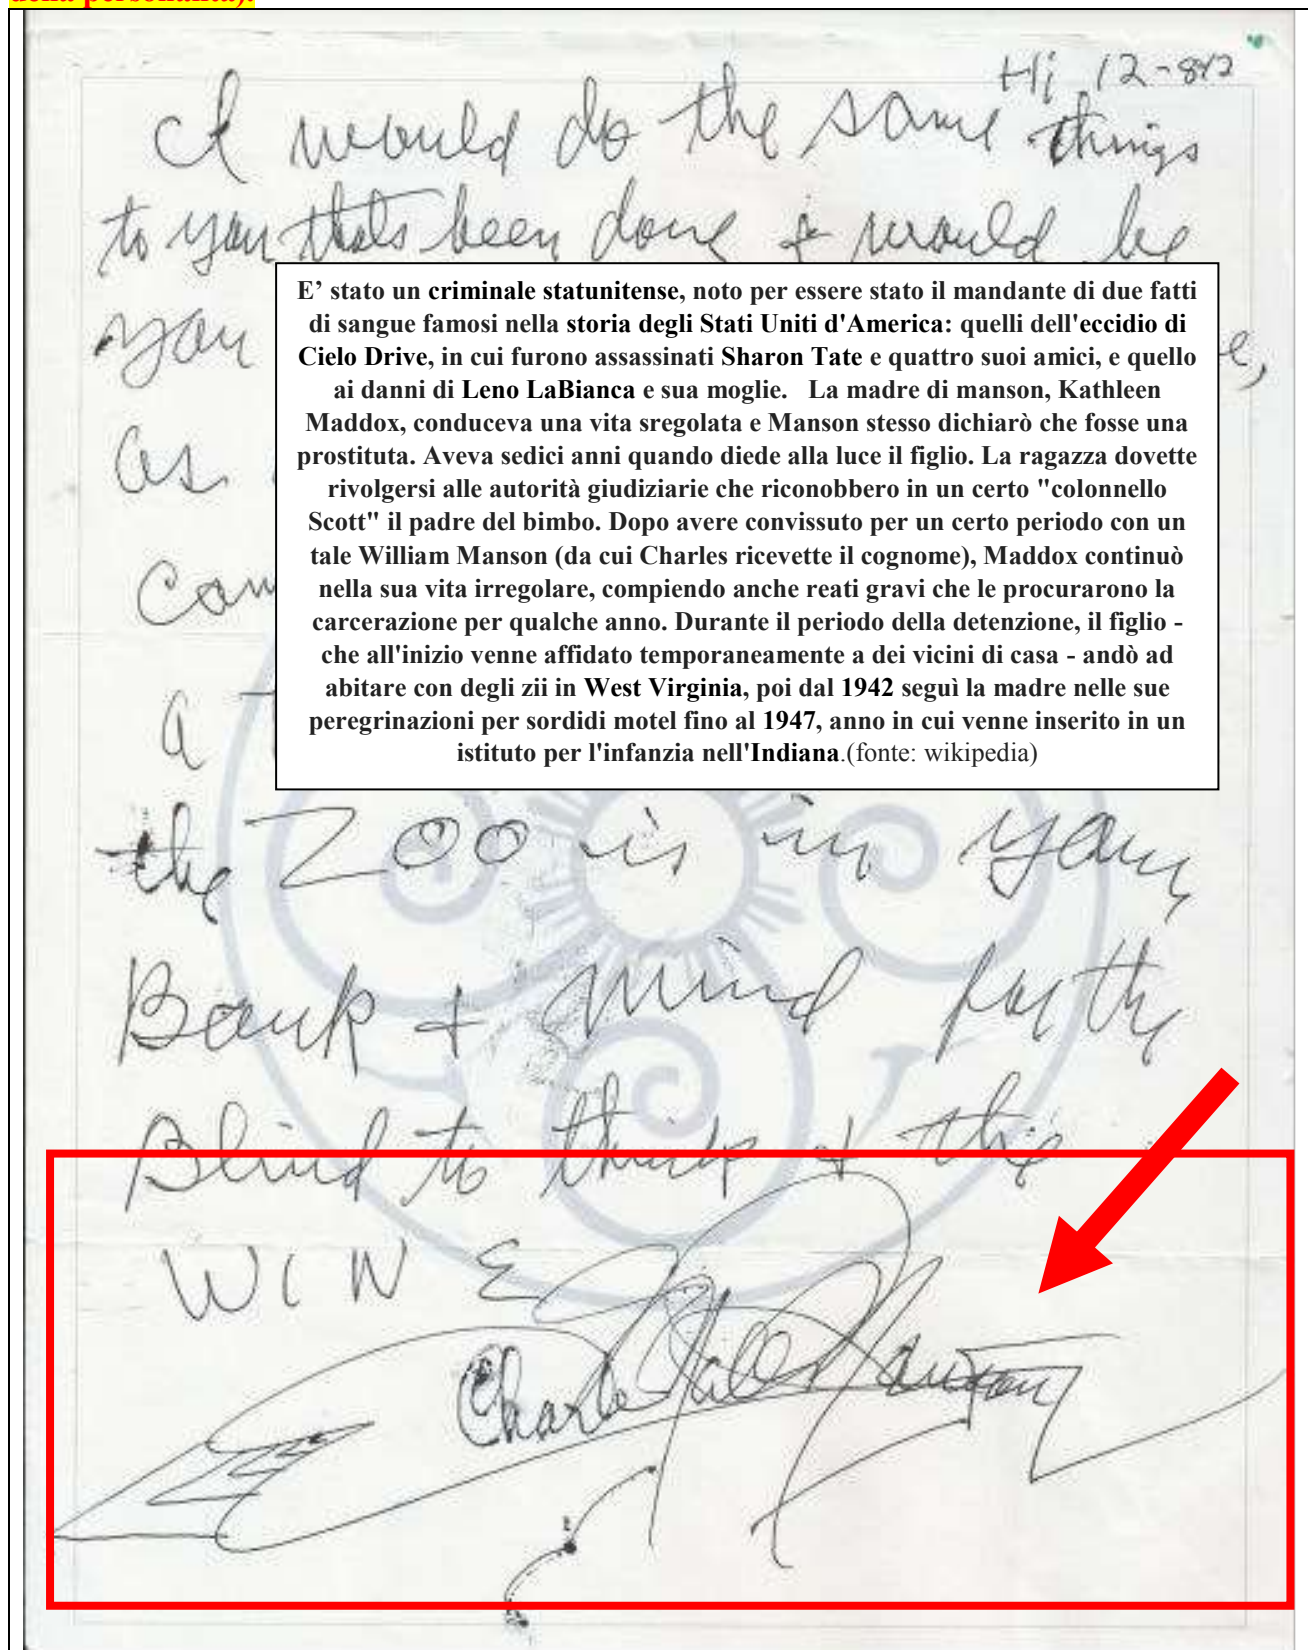 della personalità).
Hi 12-842
I would do the same things
to you thats been done & would be
you
E' stato un criminale statunitense, noto per essere stato il mandante di due fatti
di sangue famosi nella storia degli Stati Uniti d'America: quelli dell'eccidio di
Cielo Drive, in cui furono assassinati Sharon Tate e quattro suoi amici, e quello
ai danni di Leno LaBianca e sua moglie. La madre di manson, Kathleen
Maddox, conduceva una vita sregolata e Manson stesso dichiarò che fosse una
prostituta. Aveva sedici anni quando diede alla luce il figlio. La ragazza dovette
rivolgersi alle autorità giudiziarie che riconobbero in un certo "colonnello
Scott" il padre del bimbo. Dopo avere convissuto per un certo periodo con un
tale William Manson (da cui Charles ricevette il cognome), Maddox continuò
nella sua vita irregolare, compiendo anche reati gravi che le procurarono la
carcerazione per qualche anno. Durante il periodo della detenzione, il figlio -
che all'inizio venne affidato temporaneamente a dei vicini di casa - andò ad
abitare con degli zii in West Virginia, poi dal 1942 seguì la madre nelle sue
peregrinazioni per sordidi motel fino al 1947, anno in cui venne inserito in un
istituto per l'infanzia nell'Indiana.(fonte: wikipedia)
as
a
the Zoo is in your
Bank & mind for the
Blind to think & the
WIN E
Charles Manson